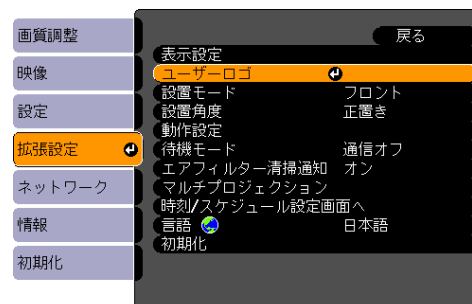 画質調整
映像
設定
拡張設定
ネットワーク
情報
初期化
戻る
表示設定
ユーザーロゴ
設置モード フロント
設置角度 正置き
動作設定
待機モード 通信オフ
エアフィルター清掃通知 オン
マルチプロジェクション
時刻/スケジュール設定画面へ
言語 日本語
初期化